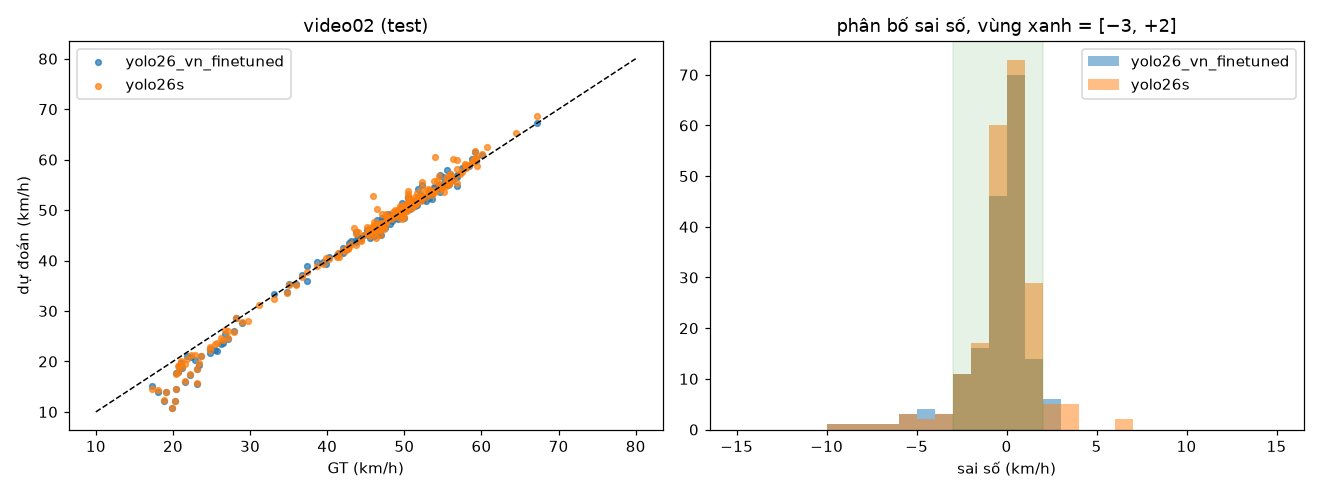 video02 (test)
yolo26_vn_finetuned
yolo26s
80
70
60
50
40
30
20
10
dự đoán (km/h)
10 20 30 40 50 60 70 80
GT (km/h)
phân bố sai số, vùng xanh = [−3, +2]
yolo26_vn_finetuned
yolo26s
70
60
50
40
30
20
10
0
−15 −10 −5 0 5 10 15
sai số (km/h)